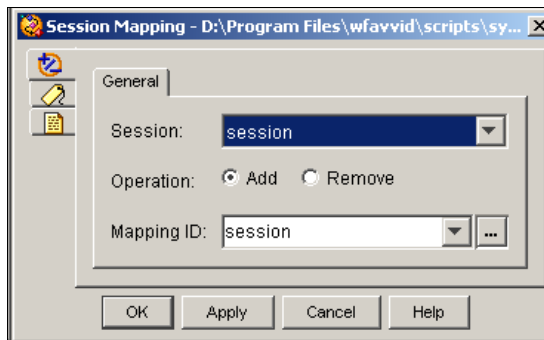 Session Mapping - D:\Program Files\wfavvid\scripts\sy...
General
Session: session
Operation: Add Remove
Mapping ID: session ...
OK Apply Cancel Help